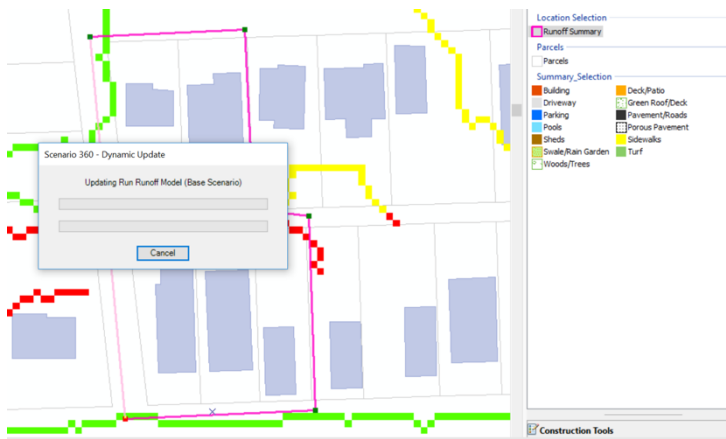 Location Selection
Runoff Summary
Parcels
Parcels
Summary_Selection
Building
Deck/Patio
Driveway
Green Roof/Deck
Parking
Pavement/Roads
Pools
Porous Pavement
Sheds
Sidewalks
Swale/Rain Garden
Turf
Woods/Trees
Scenario 360 - Dynamic Update
Updating Run Runoff Model (Base Scenario)
Cancel
Construction Tools